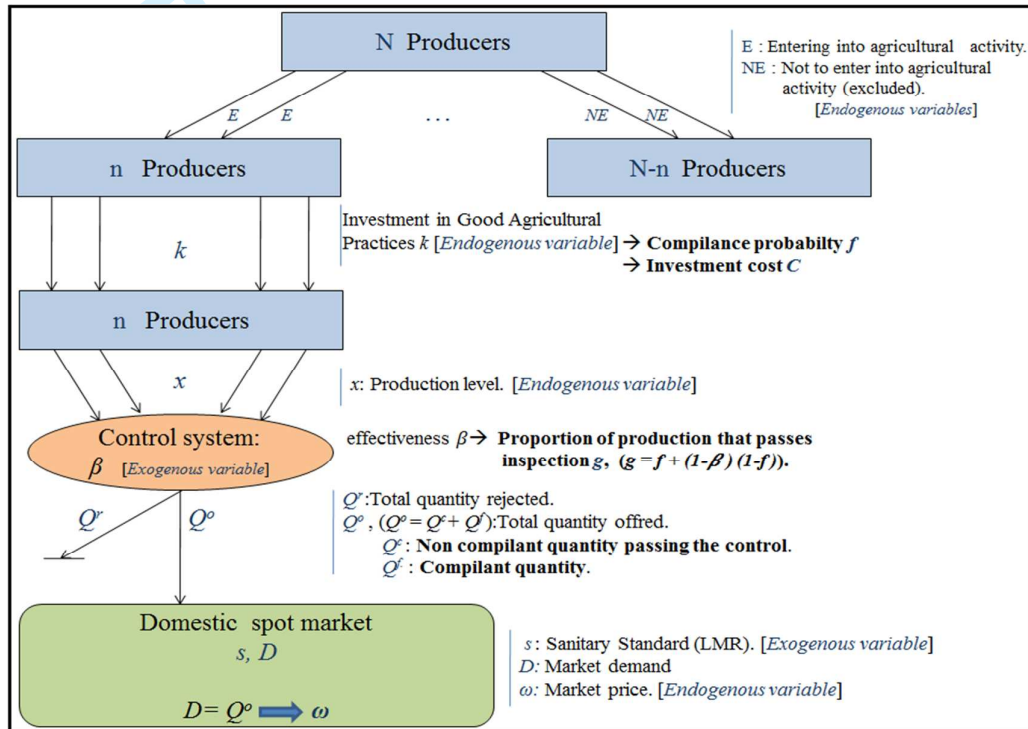 N Producers
E : Entering into agricultural activity.
NE : Not to enter into agricultural
activity (excluded).
[Endogenous variables]
E E ... NE NE
n Producers
N-n Producers
Investment in Good Agricultural
Practices k [Endogenous variable] → Compilance probabilty f
→ Investment cost C
k
n Producers
x
x: Production level. [Endogenous variable]
Control system:
β [Exogenous variable]
effectiveness β → Proportion of production that passes
inspection g, (g = f + (1-β) (1-f)).
Qʳ Qᵒ
Qʳ:Total quantity rejected.
Qᵒ , (Qᵒ = Qᶜ + Qᶠ):Total quantity offred.
Qᶜ : Non compilant quantity passing the control.
Qᶠ : Compilant quantity.
Domestic spot market
s, D
D = Qᵒ ω
s : Sanitary Standard (LMR). [Exogenous variable]
D: Market demand
ω: Market price. [Endogenous variable]